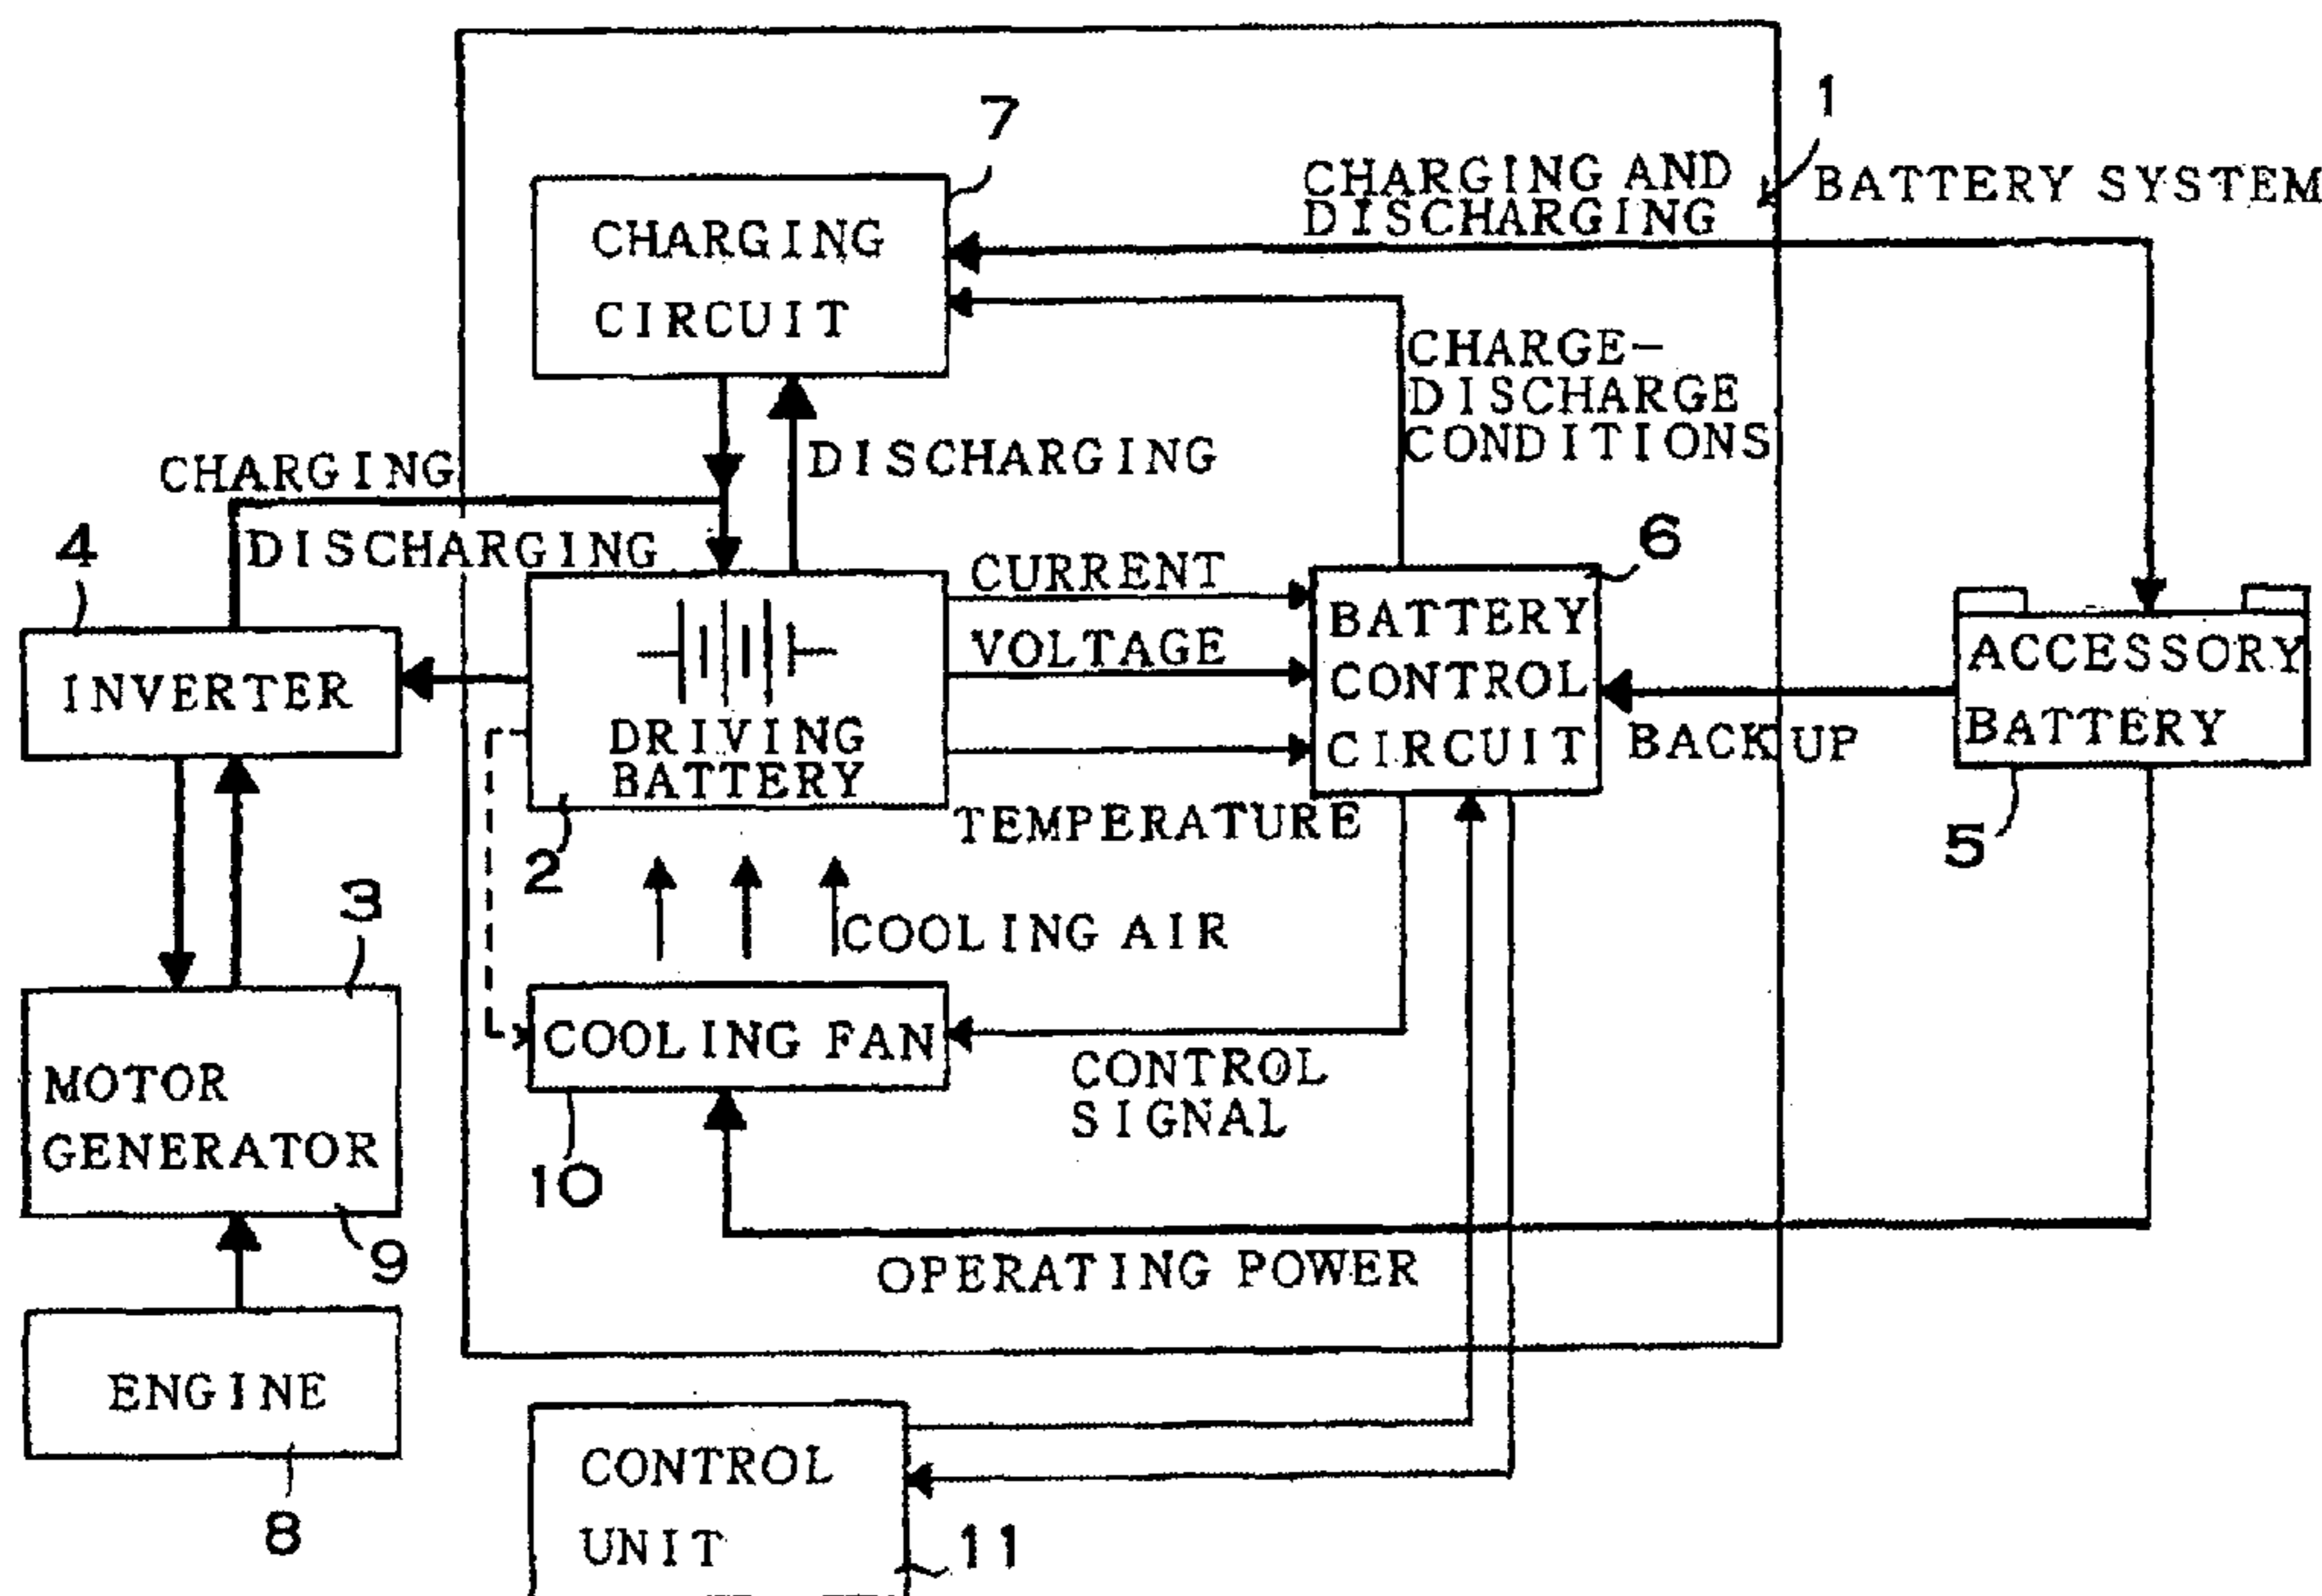 1
BATTERY SYSTEM
7
CHARGING
CIRCUIT
CHARGING AND
DISCHARGING
CHARGE-
DISCHARGE
CONDITIONS
CHARGING
DISCHARGING
DISCHARGING
4
INVERTER
DRIVING
BATTERY
2
CURRENT
VOLTAGE
TEMPERATURE
6
BATTERY
CONTROL
CIRCUIT
BACK UP
ACCESSORY
BATTERY
5
3
MOTOR
GENERATOR
9
COOLING AIR
COOLING FAN
10
CONTROL
SIGNAL
OPERATING POWER
ENGINE
8
CONTROL
UNIT
11